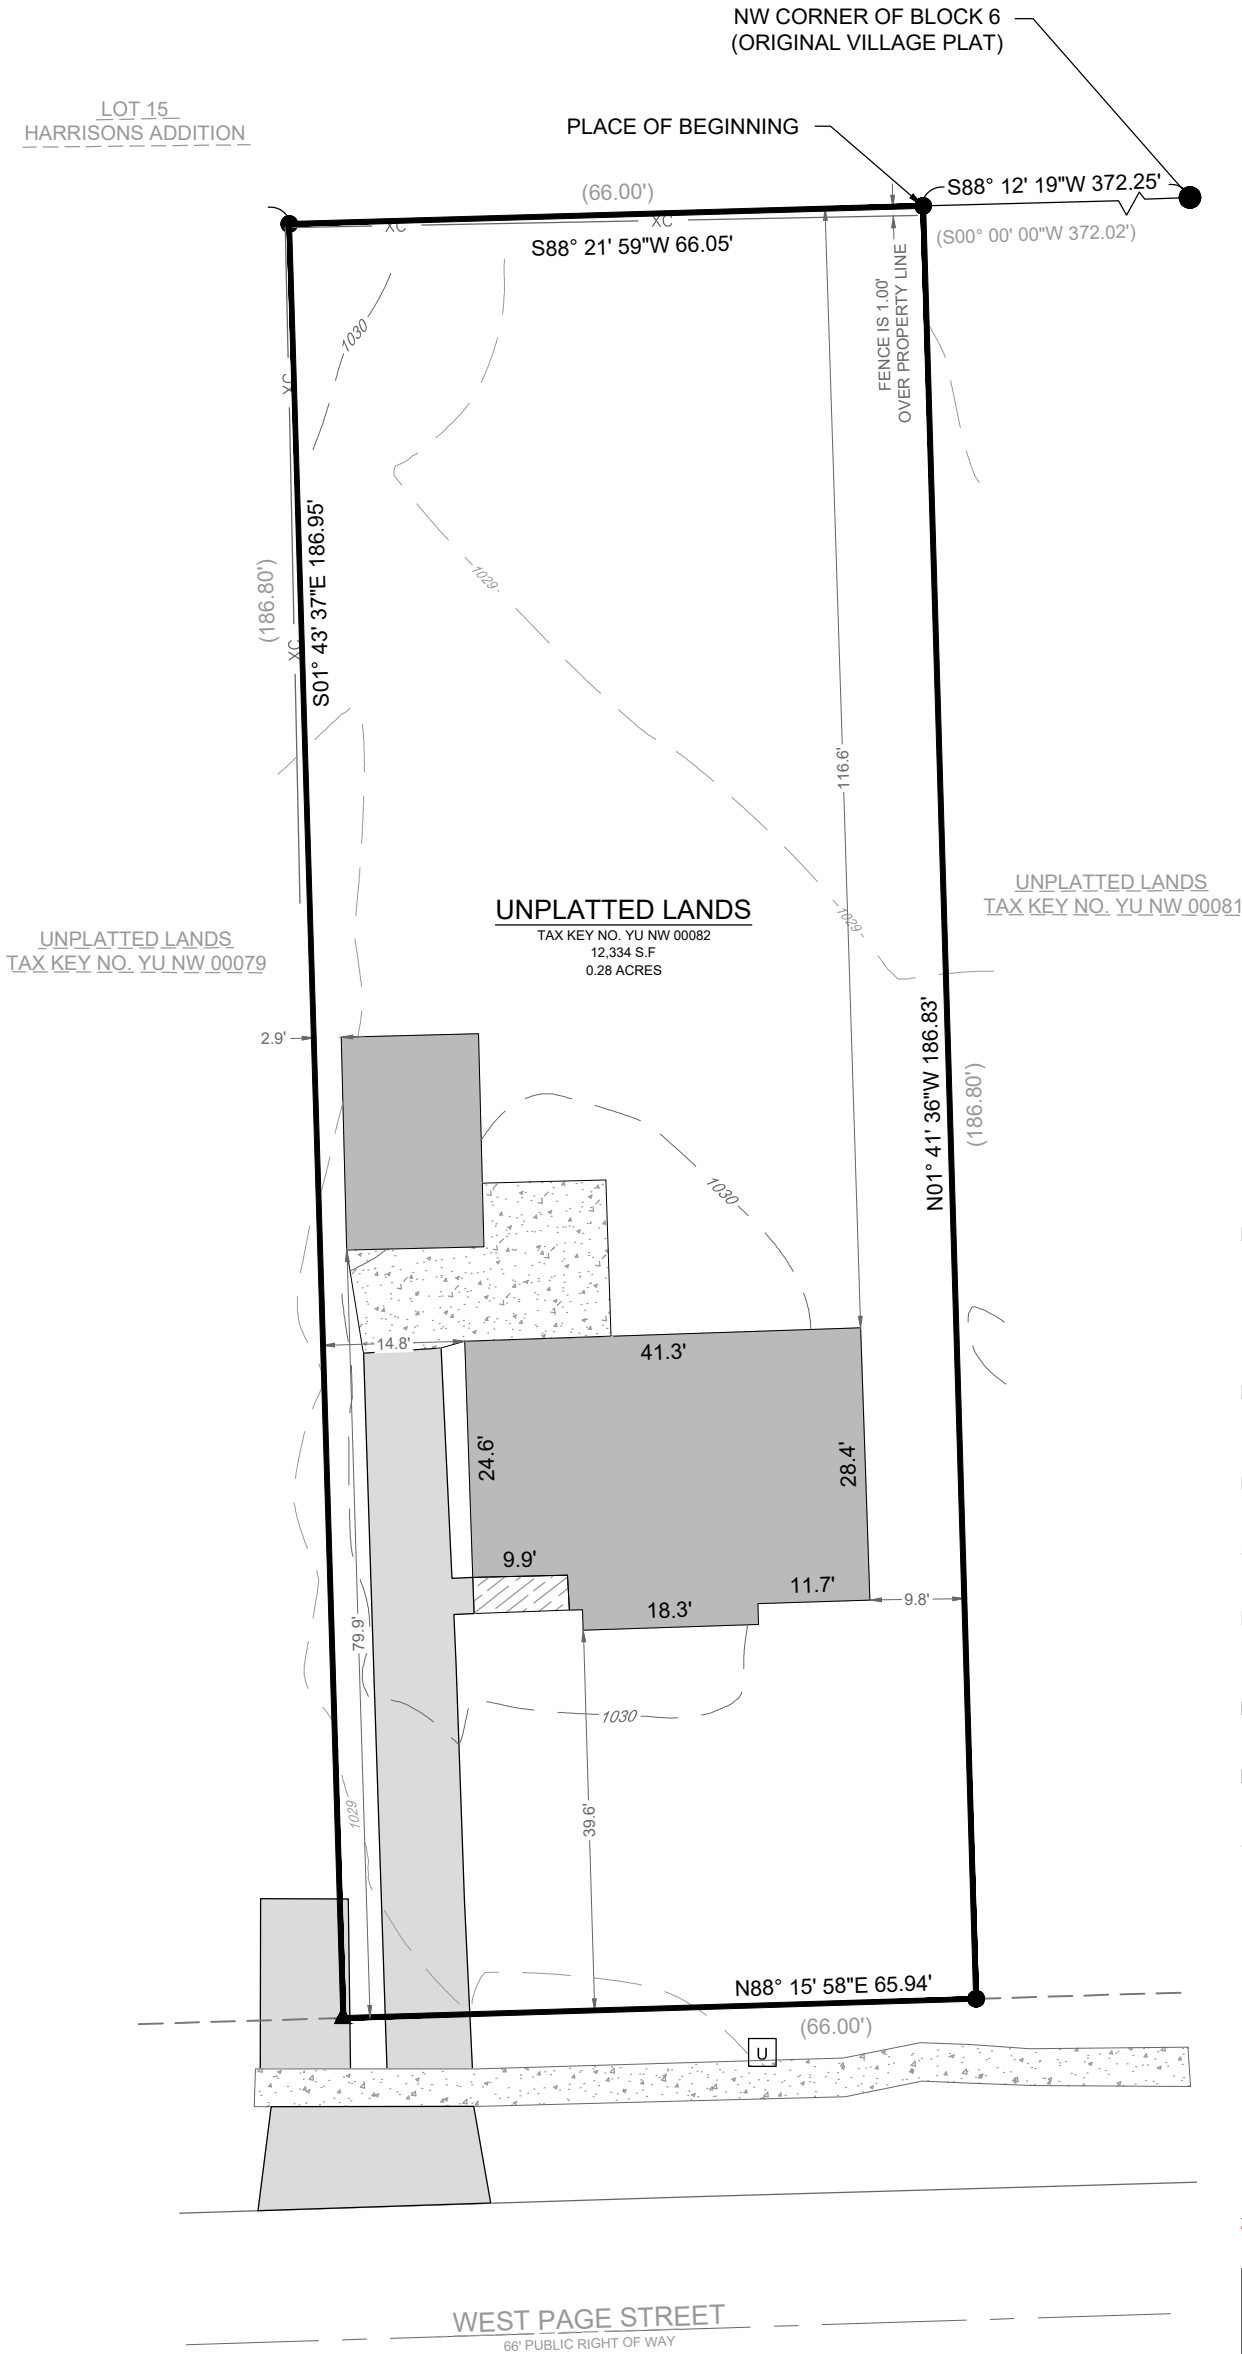 NW CORNER OF BLOCK 6
(ORIGINAL VILLAGE PLAT)
LOT 15
HARRISONS ADDITION
PLACE OF BEGINNING
(66.00')
S88° 12' 19"W 372.25'
XC
XC
S88° 21' 59"W 66.05'
(S00° 00' 00"W 372.02')
FENCE IS 1.00'
OVER PROPERTY LINE
1030
XC
S01° 43' 37"E 186.95'
(186.80')
XC
1029
116.6'
UNPLATTED LANDS
TAX KEY NO. YU NW 00081
UNPLATTED LANDS
TAX KEY NO. YU NW 00082
12,334 S.F
0.28 ACRES
1029
UNPLATTED LANDS
TAX KEY NO. YU NW 00079
2.9'
N01° 41' 36"W 186.83'
(186.80')
1030
14.8'
41.3'
24.6'
28.4'
9.9'
11.7'
18.3'
9.8'
79.9'
1030
1029
39.6'
N88° 15' 58"E 65.94'
(66.00')
U
WEST PAGE STREET
66' PUBLIC RIGHT OF WAY